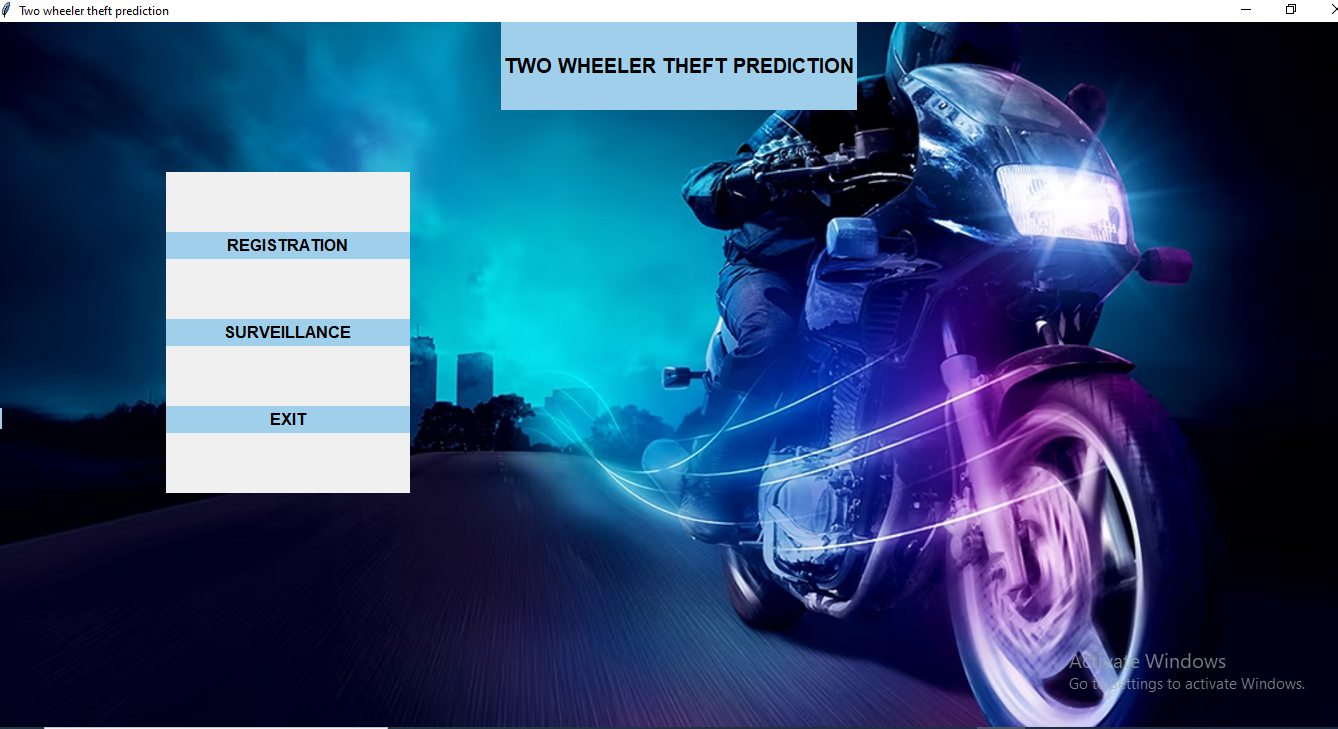 Two wheeler theft prediction
TWO WHEELER THEFT PREDICTION
REGISTRATION
SURVEILLANCE
EXIT
Activate Windows
Go to Settings to activate Windows.